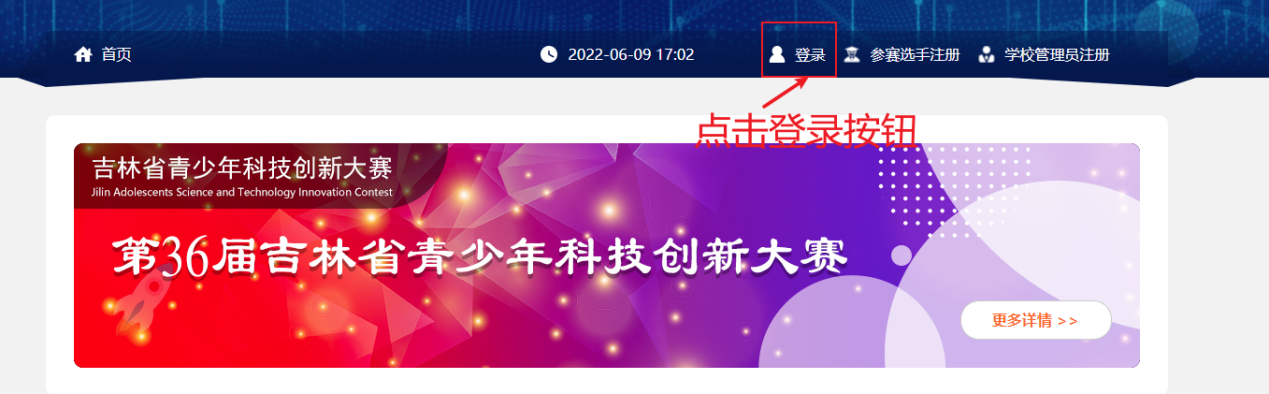 首页
2022-06-09 17:02
登录
参赛选手注册
学校管理员注册
点击登录按钮
吉林省青少年科技创新大赛
Jilin Adolescents Science and Technology Innovation Contest
第36届吉林省青少年科技创新大赛
更多详情 >>